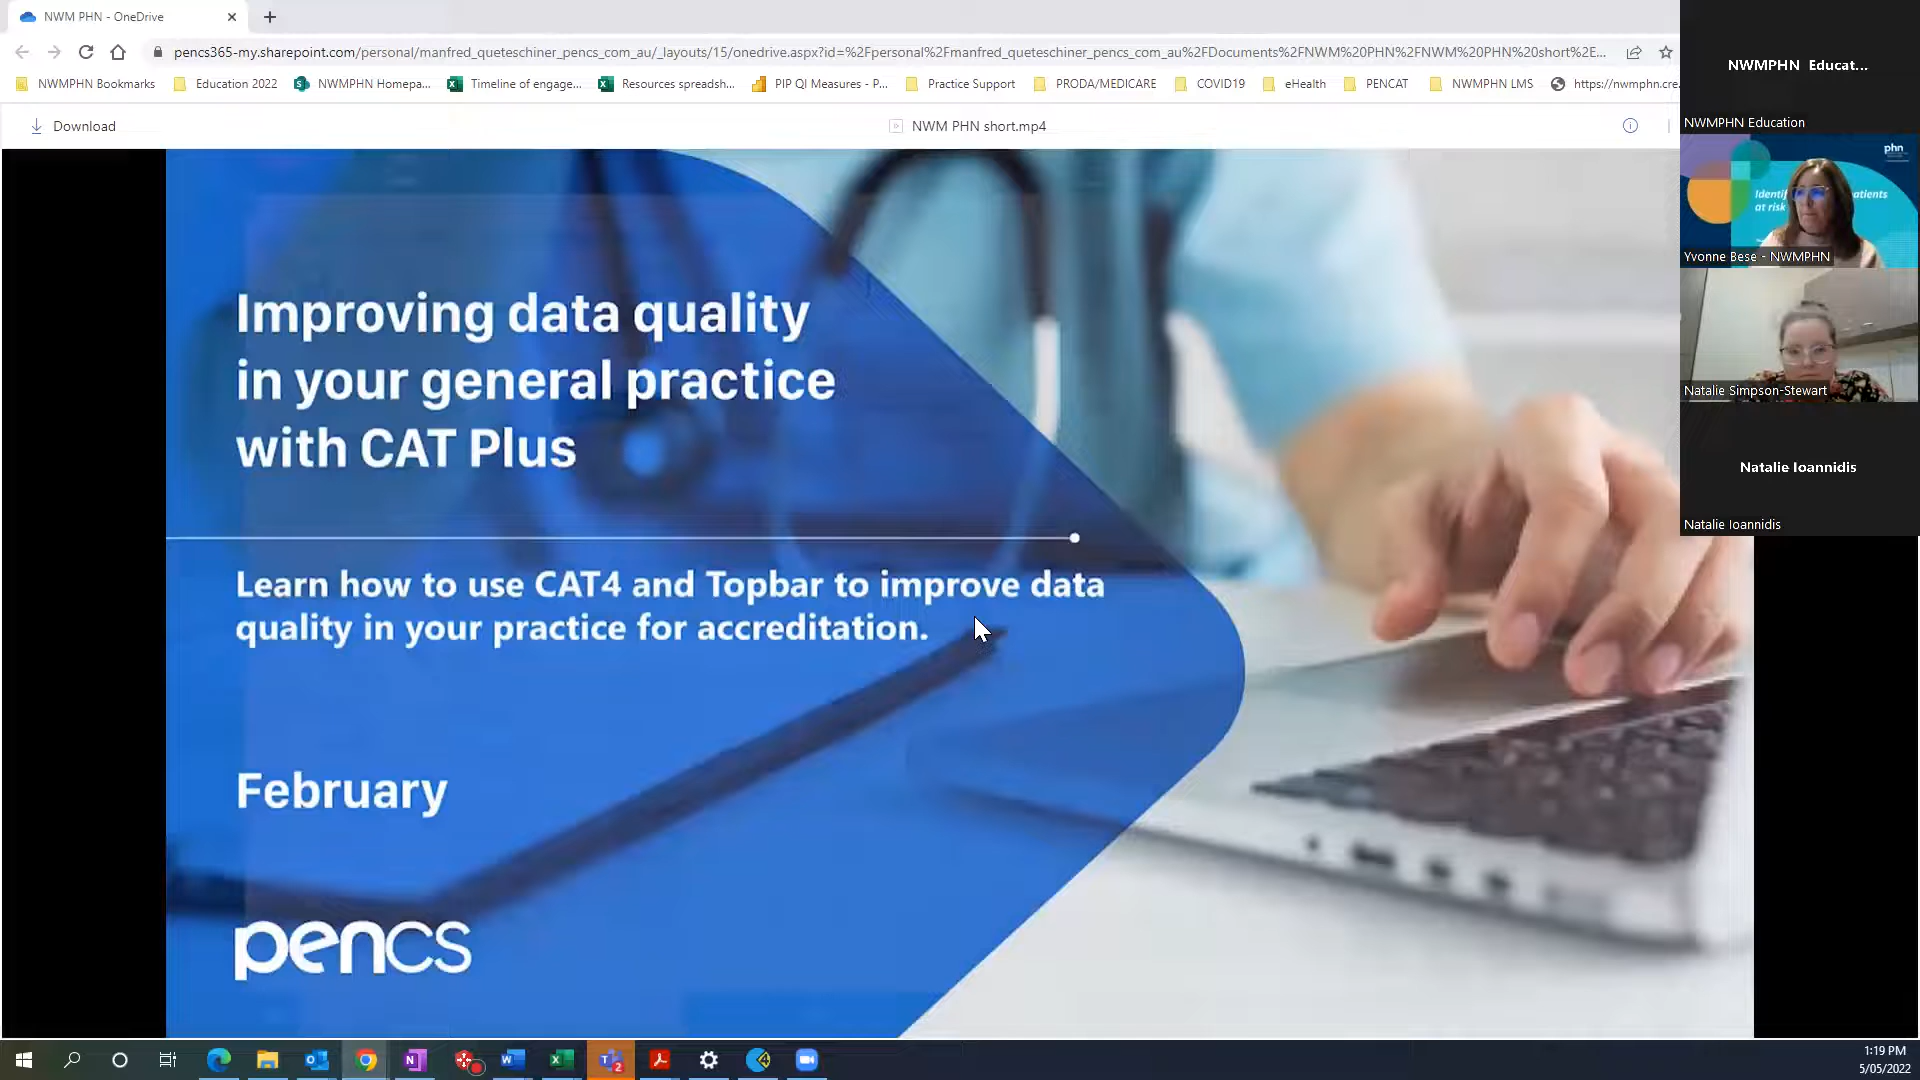 NWM PHN - OneDrive
pencs365-my.sharepoint.com/personal/manfred_queteschiner_pencs_com_au/_layouts/15/onedrive.aspx?id=%2Fpersonal%2Fmanfred_queteschiner_pencs_com_au%2FDocuments%2FNWM%20PHN%2FNWM%20PHN%20short%2E...
NWMPHN Bookmarks
Education 2022
NWMPHN Homepa...
Timeline of engage...
Resources spreadsh...
PIP QI Measures - P...
Practice Support
PRODA/MEDICARE
COVID19
eHealth
PENCAT
NWMPHN LMS
https://nwmphn.cre
Download
NWM PHN short.mp4
Improving data quality
in your general practice
with CAT Plus
Learn how to use CAT4 and Topbar to improve data
quality in your practice for accreditation.
February
pencs
NWMPHN Educat...
NWMPHN Education
phn
Identif atients
at risk
Yvonne Bese - NWMPHN
Natalie Simpson-Stewart
Natalie Ioannidis
Natalie Ioannidis
1:19 PM
5/05/2022